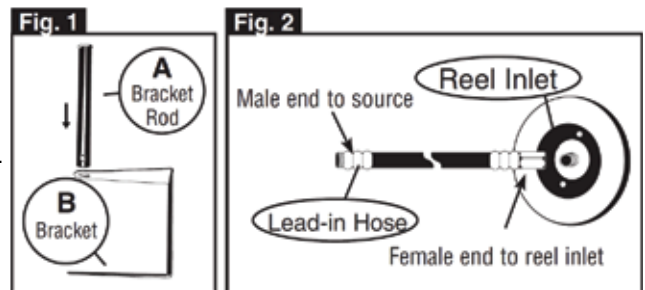 Fig. 1
A
Bracket
Rod
B
Bracket
Fig. 2
Reel Inlet
Male end to source
Lead-in Hose
Female end to reel inlet